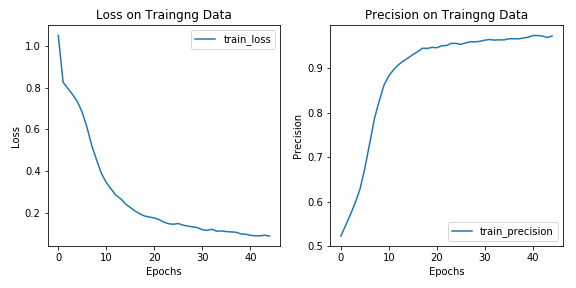 Loss on Traingng Data
train_loss
1.0
0.8
0.6
0.4
0.2
Loss
0
10
20
30
40
Epochs
Precision on Traingng Data
0.9
0.8
0.7
0.6
0.5
Precision
train_precision
0
10
20
30
40
Epochs